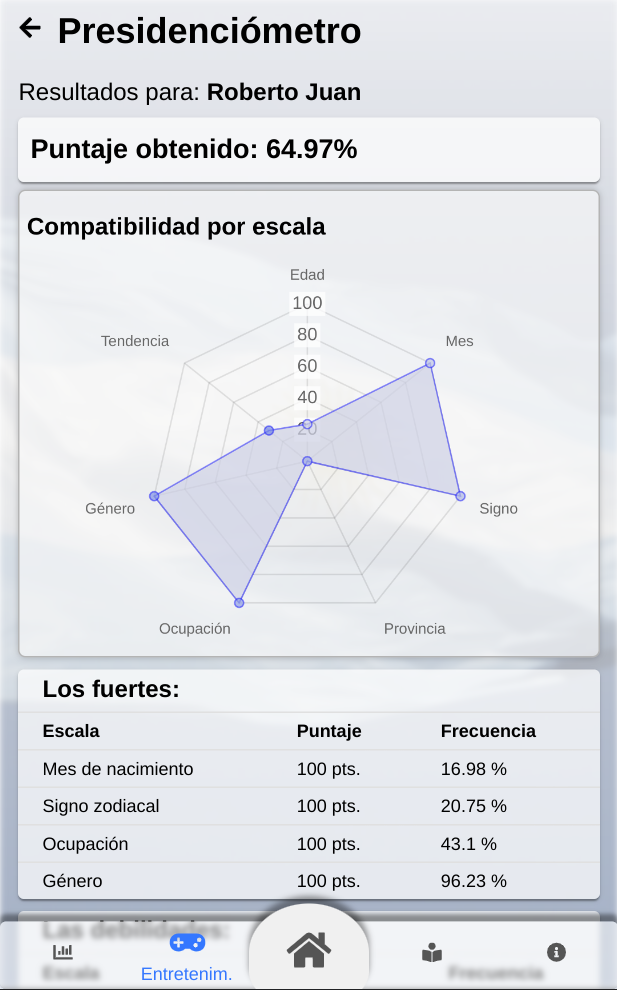 Presidenciómetro
Resultados para: Roberto Juan
Puntaje obtenido: 64.97%
Compatibilidad por escala
Edad
100
80
60
40
20
Tendencia
Mes
Género
Signo
Ocupación
Provincia
Los fuertes:
Escala Puntaje Frecuencia
Mes de nacimiento 100 pts. 16.98 %
Signo zodiacal 100 pts. 20.75 %
Ocupación 100 pts. 43.1 %
Género 100 pts. 96.23 %
Las debilidades:
Escala Frecuencia
Entretenim.